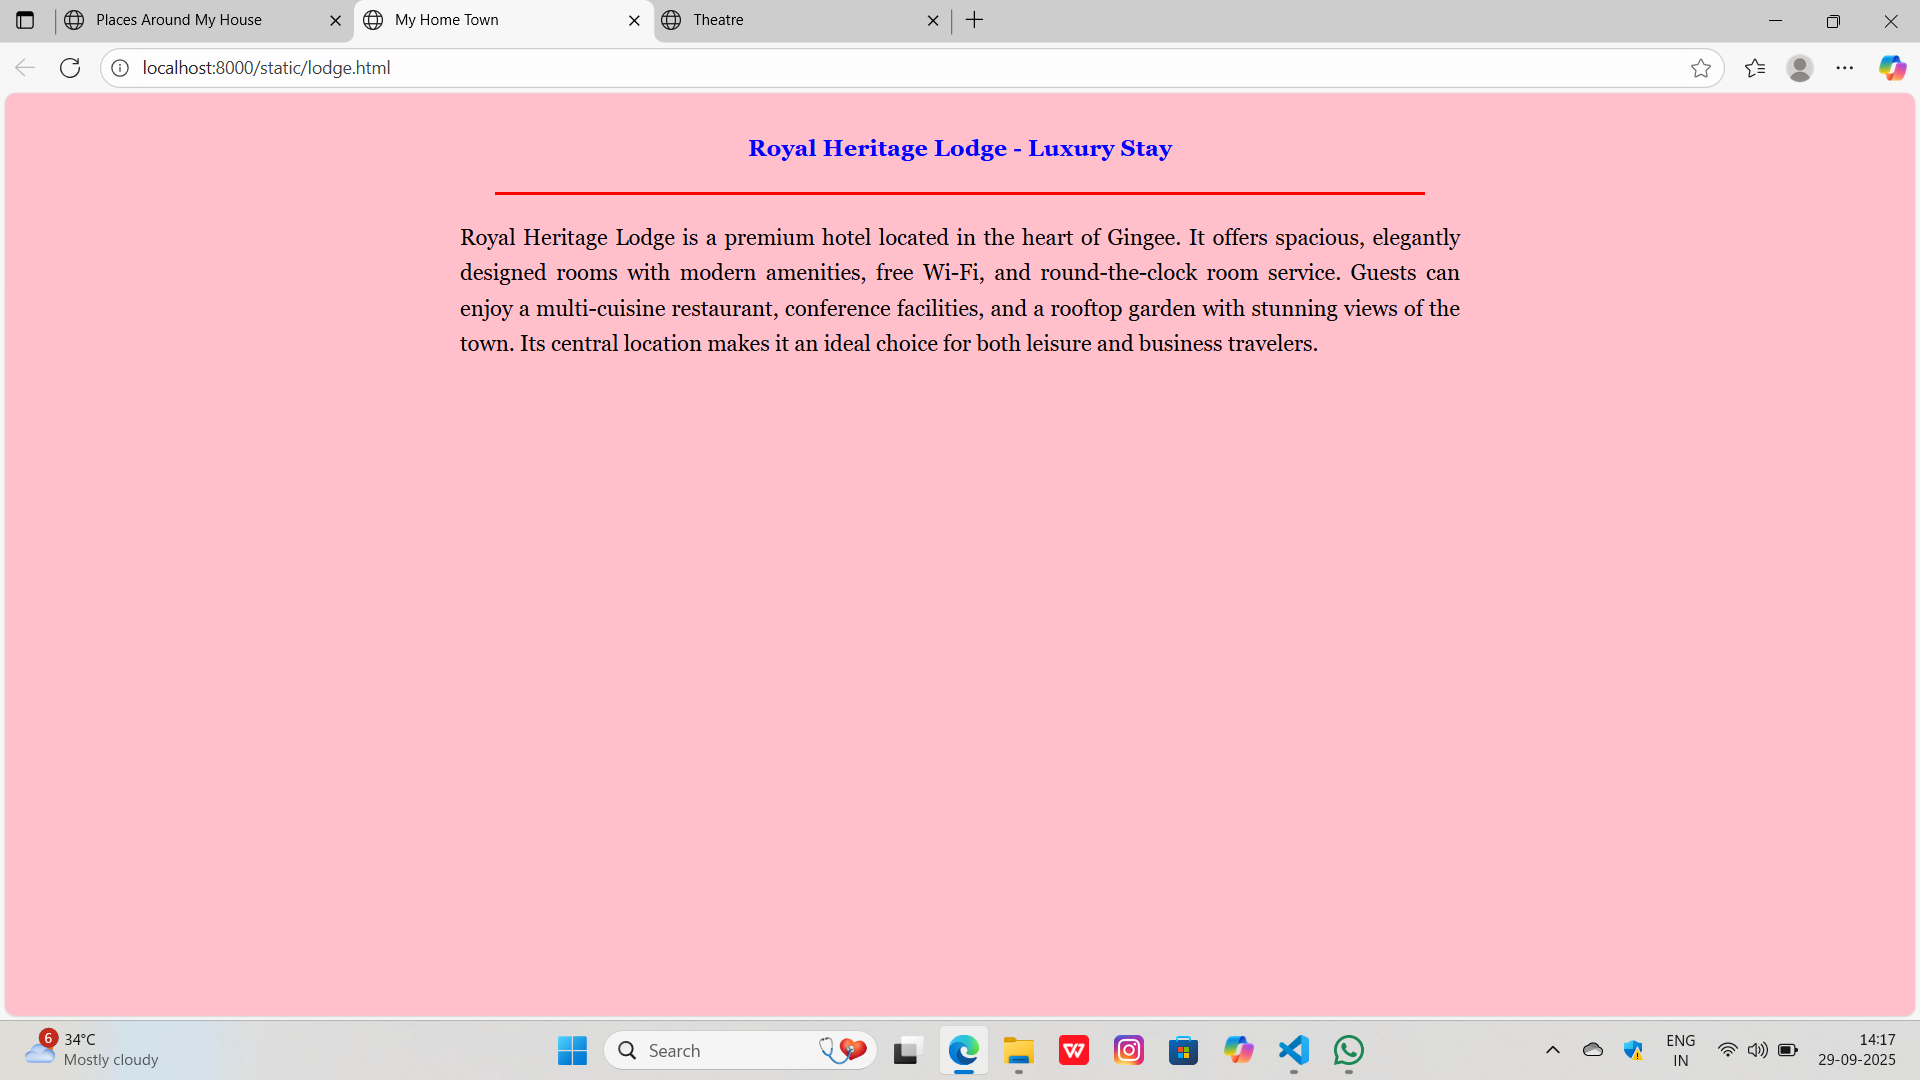 Places Around My House
My Home Town
Theatre
localhost:8000/static/lodge.html
Royal Heritage Lodge - Luxury Stay
Royal Heritage Lodge is a premium hotel located in the heart of Gingee. It offers spacious, elegantly
designed rooms with modern amenities, free Wi-Fi, and round-the-clock room service. Guests can
enjoy a multi-cuisine restaurant, conference facilities, and a rooftop garden with stunning views of the
town. Its central location makes it an ideal choice for both leisure and business travelers.
6
34°C
Mostly cloudy
Search
W
ENG
IN
14:17
29-09-2025